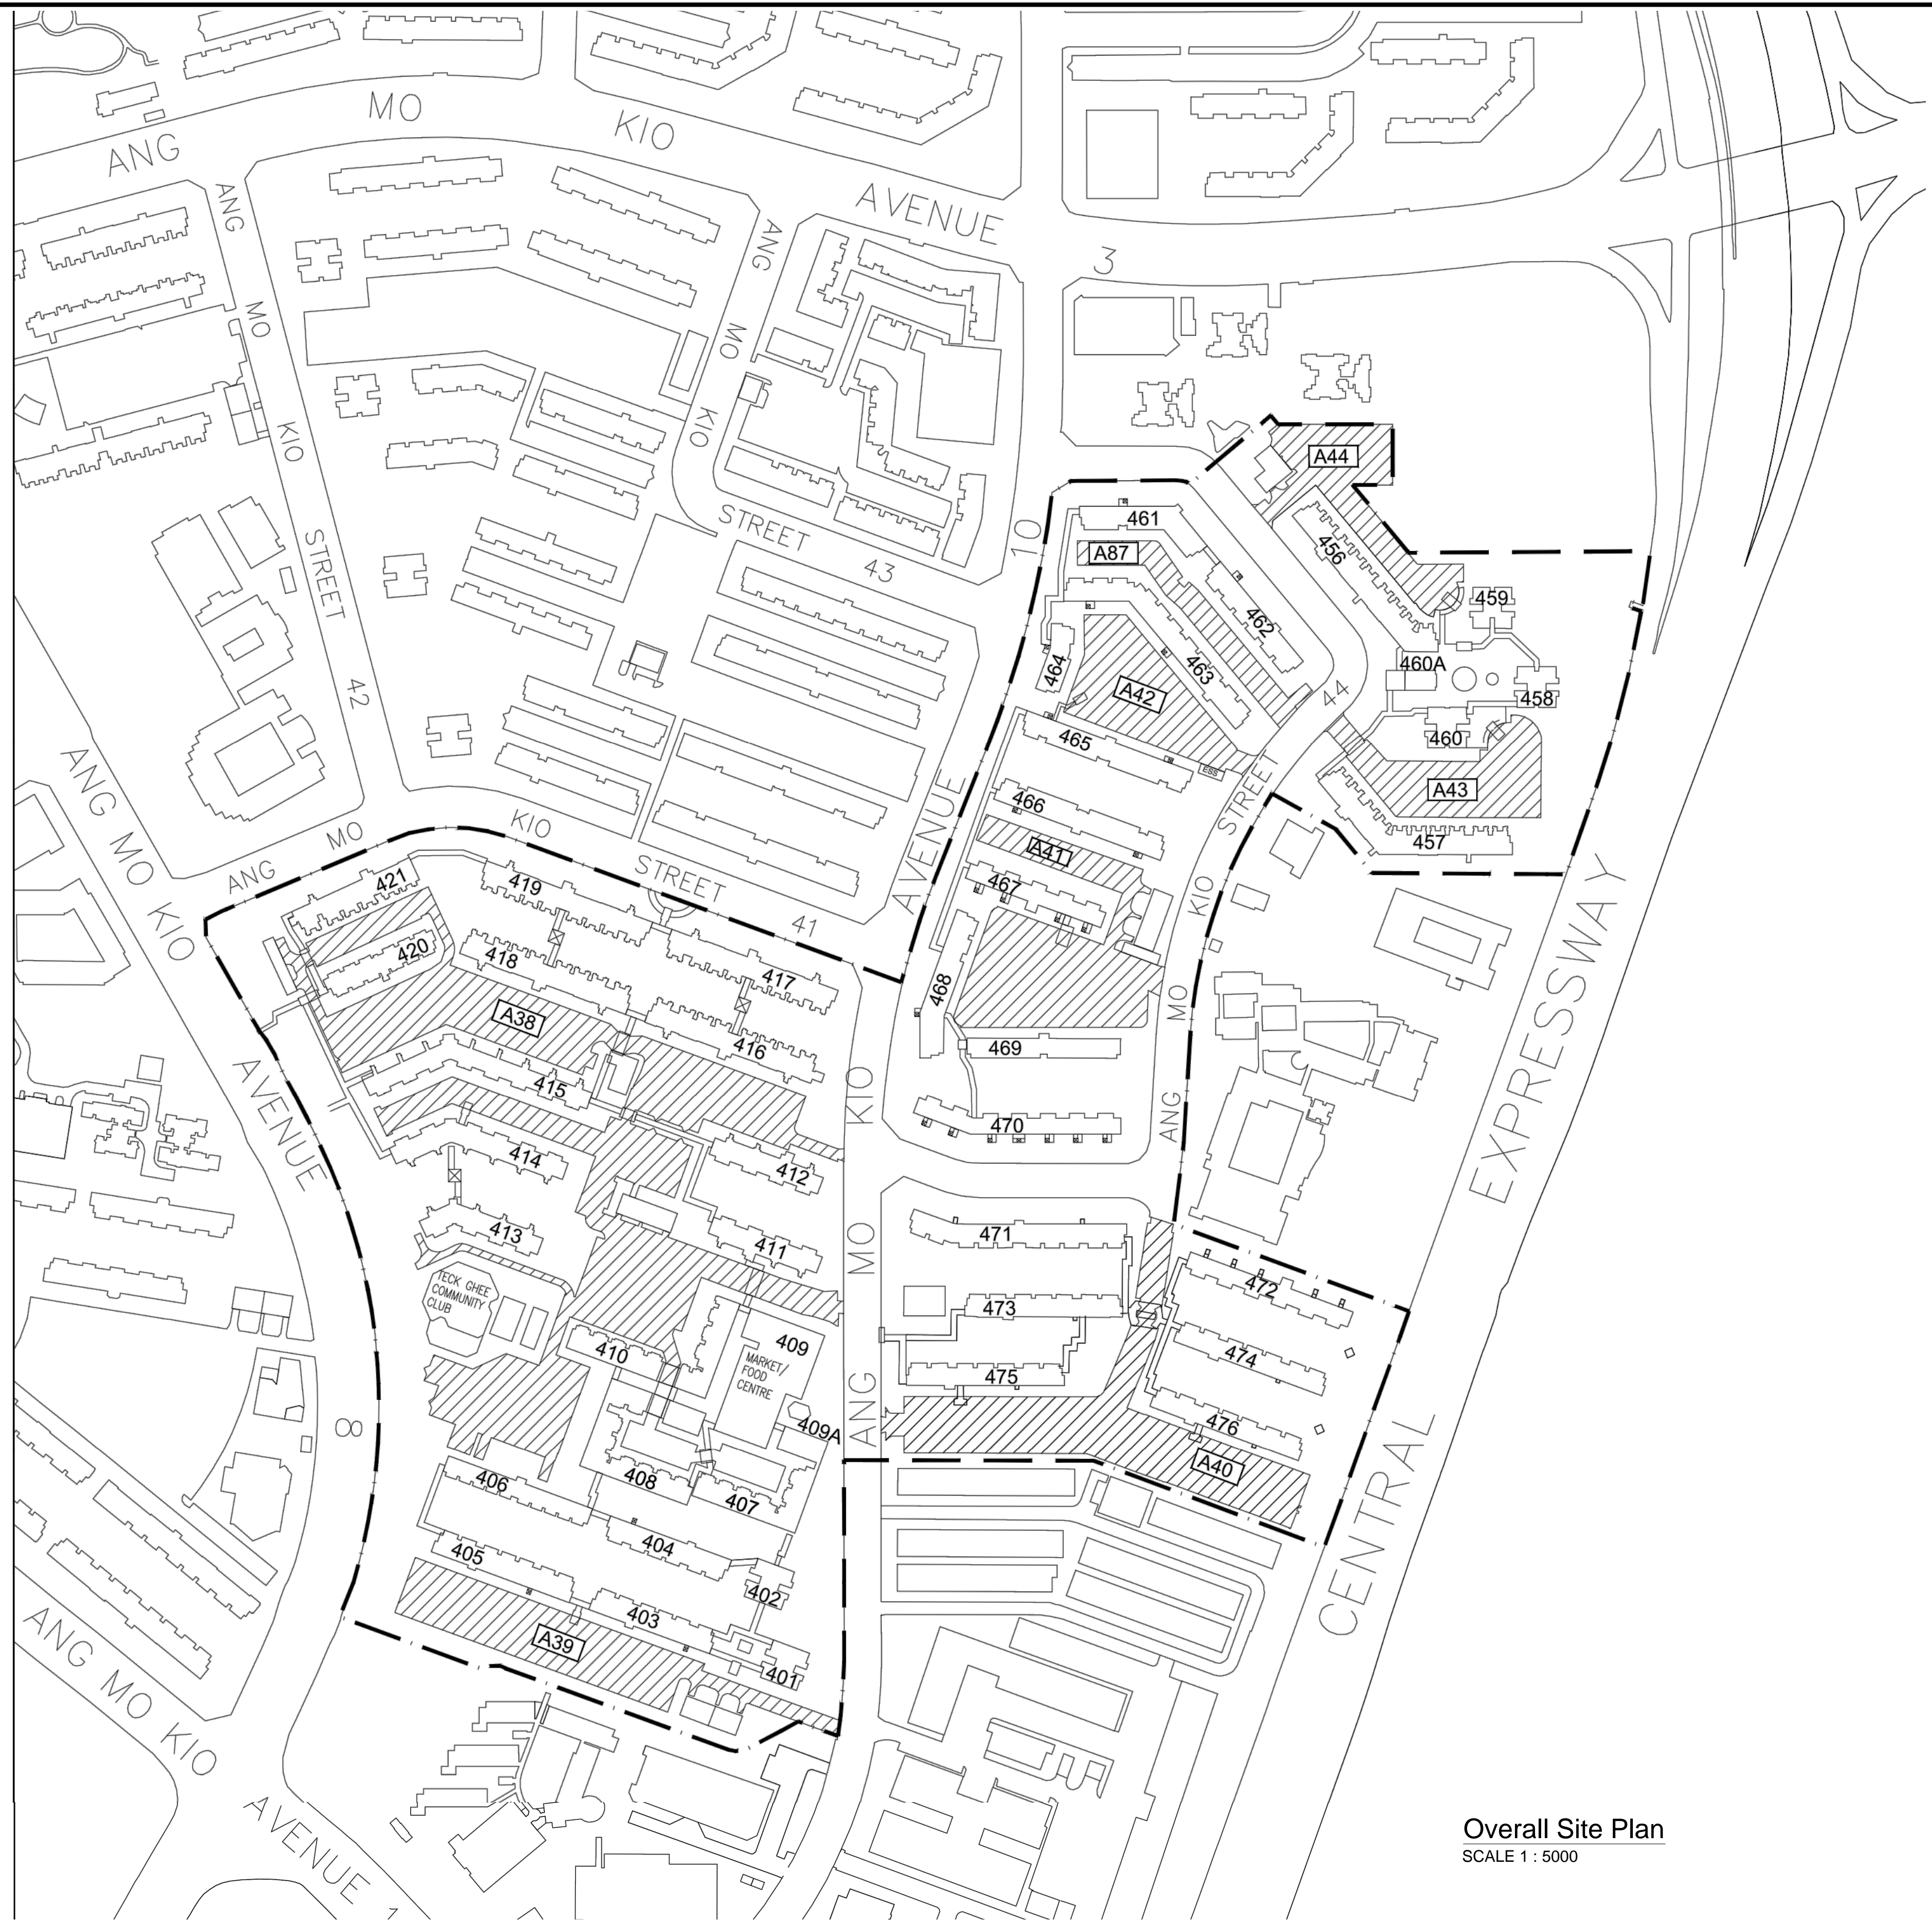 MO
KIO
ANG
AVENUE
3
ANG
MO
KIO
STREET
42
ANG
MO
KIO
STREET
43
10
A44
461
A87
456
459
462
464
463
460A
A42
44
458
465
460
ESS
STREET
A43
466
457
A41
467
AVENUE
KIO
MO
ANG
468
469
470
ANG MO
KIO
AVENUE
8
ANG
MO
KIO
STREET
41
421
419
420
418
417
A38
416
415
414
412
413
411
TECK GHEE
COMMUNITY
CLUB
410
409
MARKET/
FOOD
CENTRE
409A
406
408
407
404
405
402
403
A39
401
KIO
MO
ANG
471
472
473
474
475
476
A40
EXPRESSWAY
CENTRAL
ANG MO KIO
AVENUE 1
Overall Site Plan
SCALE 1 : 5000